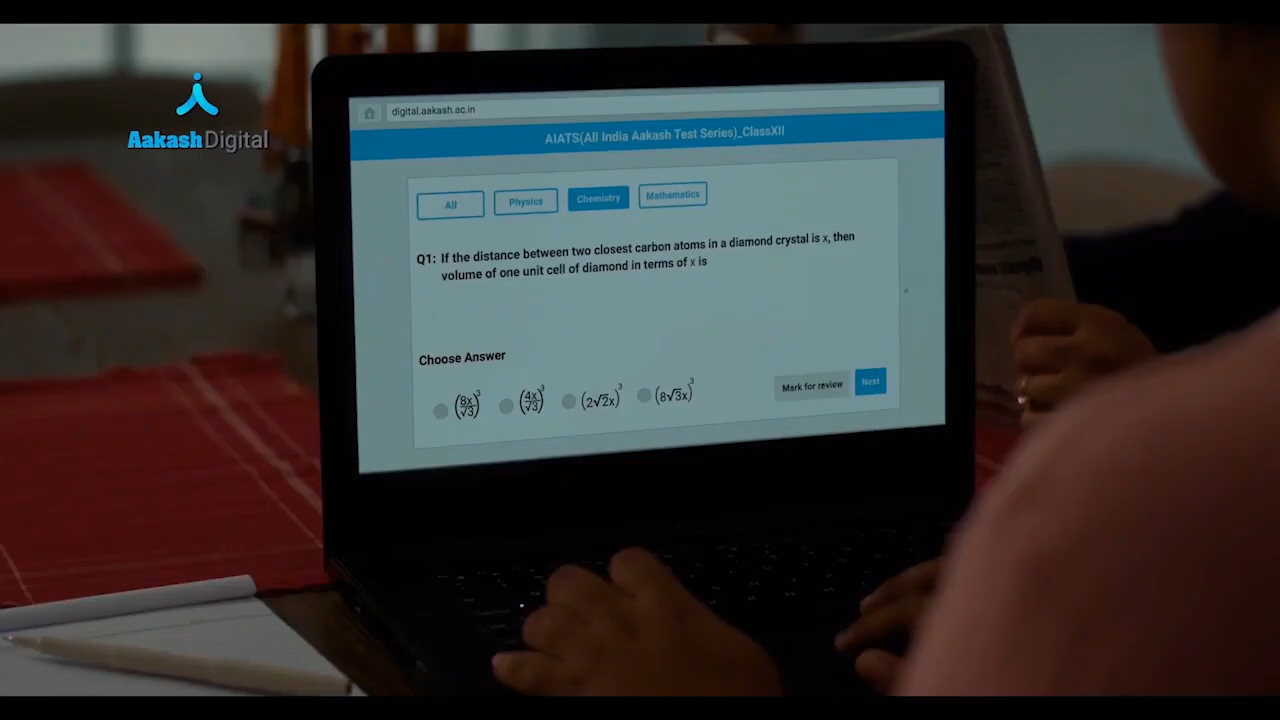 digital.aakash.ac.in
Aakash Digital
AIATS(All India Aakash Test Series)_ClassXII
All
Physics
Chemistry
Mathematics
Q1: If the distance between two closest carbon atoms in a diamond crystal is x, then
volume of one unit cell of diamond in terms of x is
Choose Answer
(8x/√3)³
(4x/√3)³
(2√2x)³
(8√3x)³
Mark for review
Next